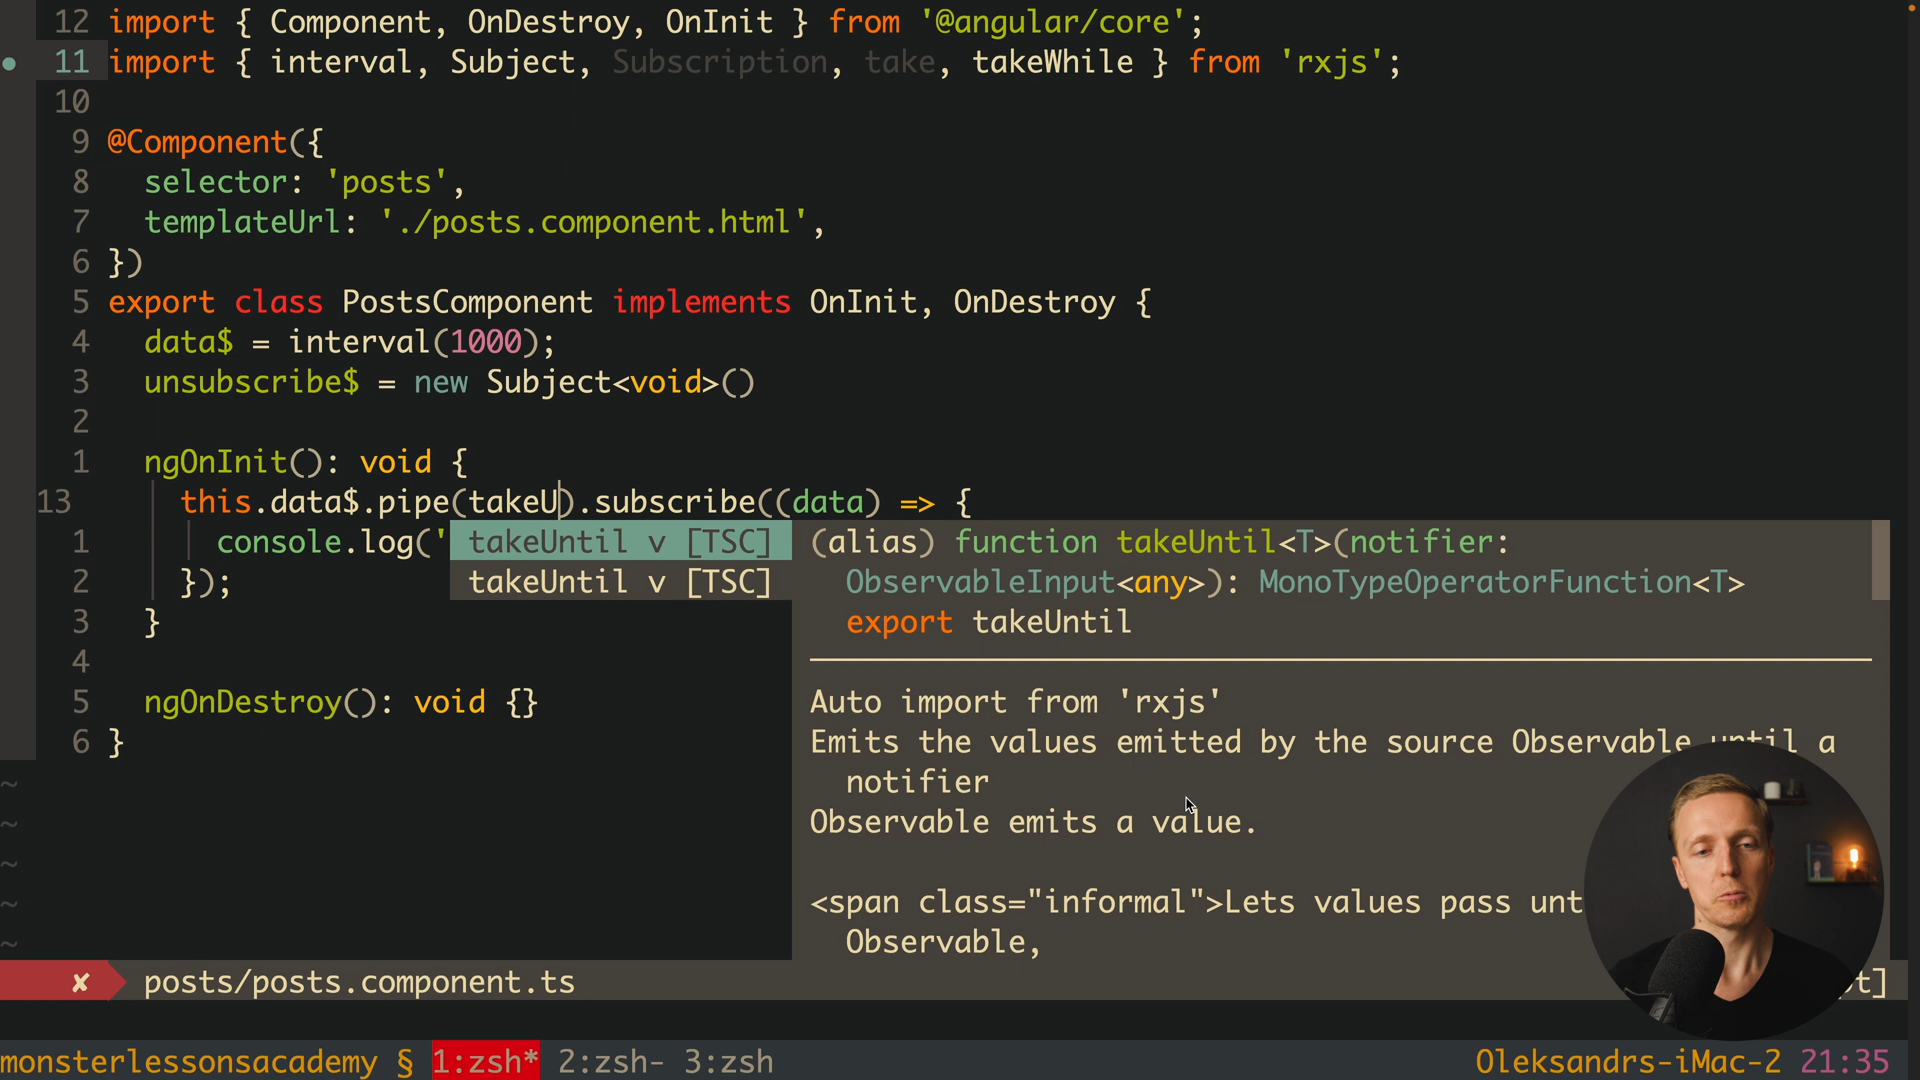 12 import { Component, OnDestroy, OnInit } from '@angular/core';
11 import { interval, Subject, Subscription, take, takeWhile } from 'rxjs';
10
9 @Component({
8 selector: 'posts',
7 templateUrl: './posts.component.html',
6 })
5 export class PostsComponent implements OnInit, OnDestroy {
4 data$ = interval(1000);
3 unsubscribe$ = new Subject<void>()
2
1 ngOnInit(): void {
13 this.data$.pipe(takeU).subscribe((data) => {
1 console.log('
takeUntil v [TSC]
takeUntil v [TSC]
2 });
3 }
4
5 ngOnDestroy(): void {}
6 }
(alias) function takeUntil<T>(notifier:
ObservableInput<any>): MonoTypeOperatorFunction<T>
export takeUntil
Auto import from 'rxjs'
Emits the values emitted by the source Observable until a
notifier
Observable emits a value.
<span class="informal">Lets values pass unt
Observable,
~
~
~
~
~
✘ posts/posts.component.ts
monsterlessonsacademy § 1:zsh* 2:zsh- 3:zsh
Oleksandrs-iMac-2 21:35